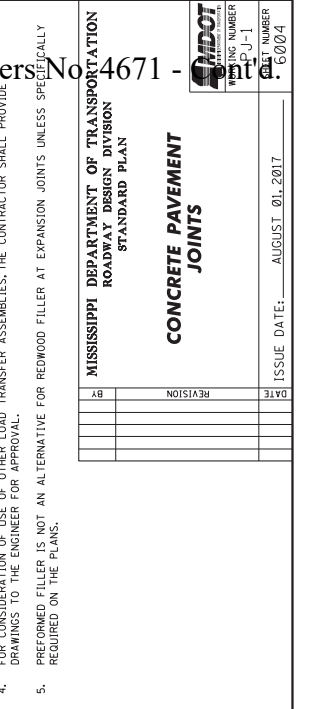 ers No. 4671 - Cont'd.
4. FOR CONSIDERATION OF USE OF OTHER LOAD TRANSFER ASSEMBLIES, THE CONTRACTOR SHALL PROVIDE
DRAWINGS TO THE ENGINEER FOR APPROVAL.
5. PREFORMED FILLER IS NOT AN ALTERNATIVE FOR REDWOOD FILLER AT EXPANSION JOINTS UNLESS SPECIFICALLY
REQUIRED ON THE PLANS.
BY
REVISION
DATE
MISSISSIPPI DEPARTMENT OF TRANSPORTATION
ROADWAY DESIGN DIVISION
STANDARD PLAN
CONCRETE PAVEMENT
JOINTS
ISSUE DATE: AUGUST 01, 2017
MDOT
WORKING NUMBER
PJ-1
SHEET NUMBER
6004